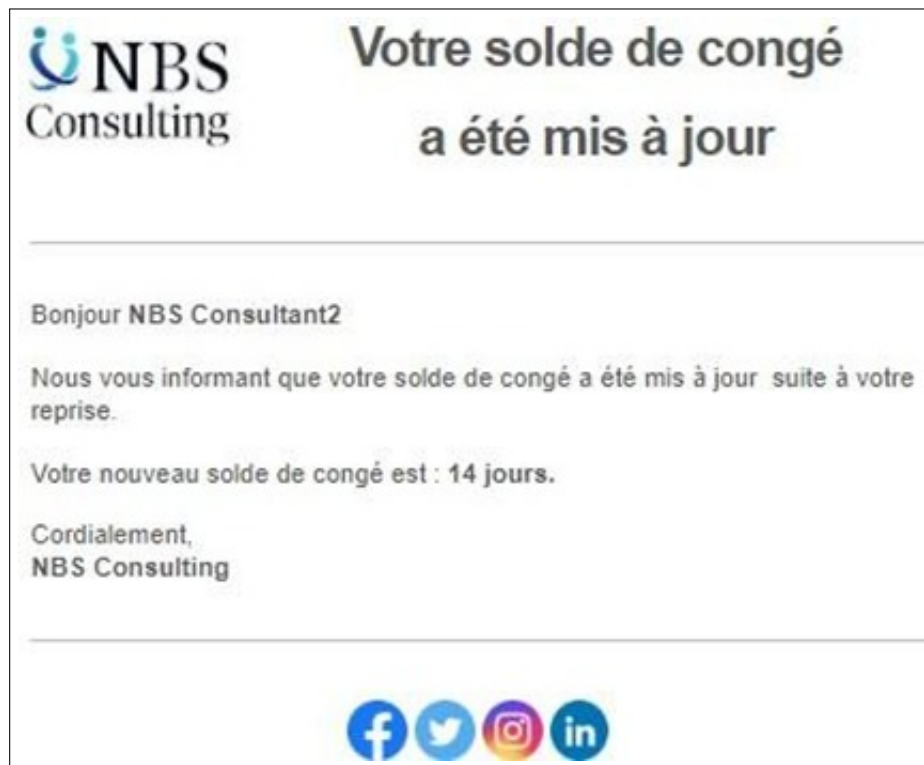 NBS
Consulting
Votre solde de congé
a été mis à jour
Bonjour NBS Consultant2
Nous vous informant que votre solde de congé a été mis à jour suite à votre
reprise.
Votre nouveau solde de congé est : 14 jours.
Cordialement,
NBS Consulting
f
in